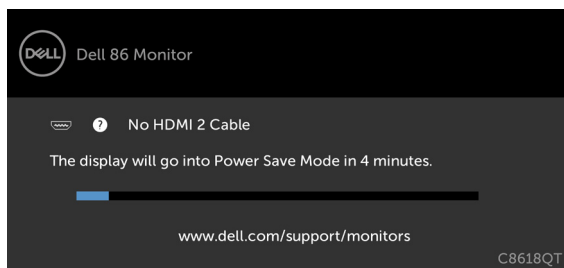 DELL Dell 86 Monitor
? No HDMI 2 Cable
The display will go into Power Save Mode in 4 minutes.
www.dell.com/support/monitors
C8618QT